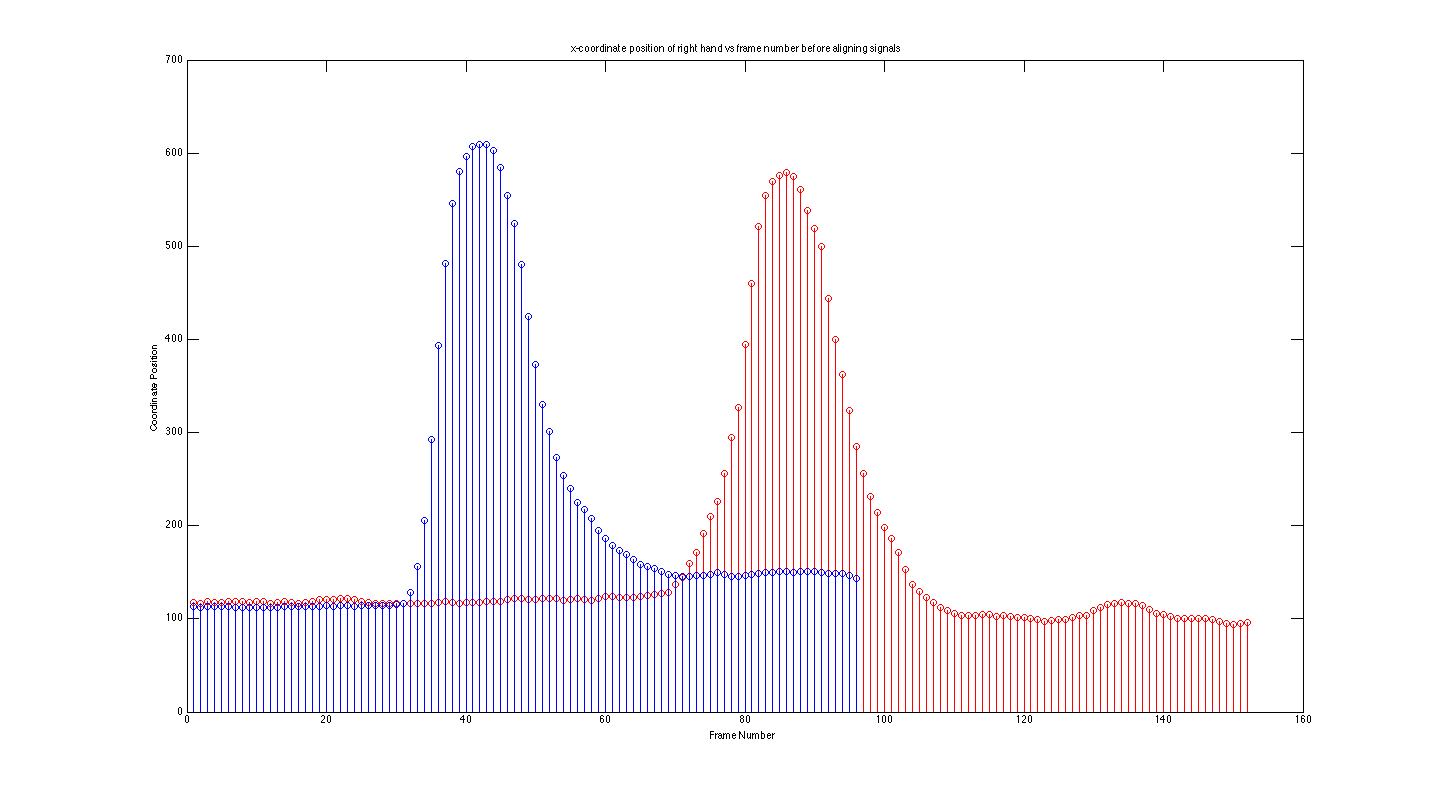 x-coordinate position of right hand vs frame number before aligning signals
700
600
500
400
300
200
100
0
Coordinate Position
0 20 40 60 80 100 120 140 160
Frame Number